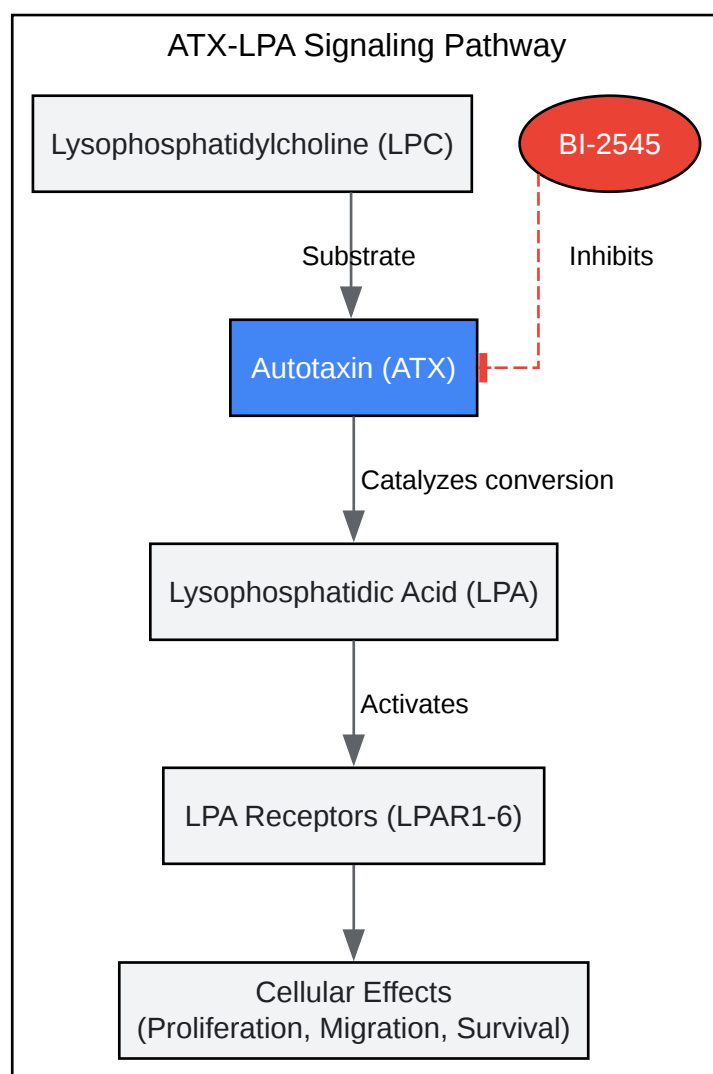 ATX-LPA Signaling Pathway
Lysophosphatidylcholine (LPC)
BI-2545
Substrate
Inhibits
Autotaxin (ATX)
Catalyzes conversion
Lysophosphatidic Acid (LPA)
Activates
LPA Receptors (LPAR1-6)
Cellular Effects
(Proliferation, Migration, Survival)